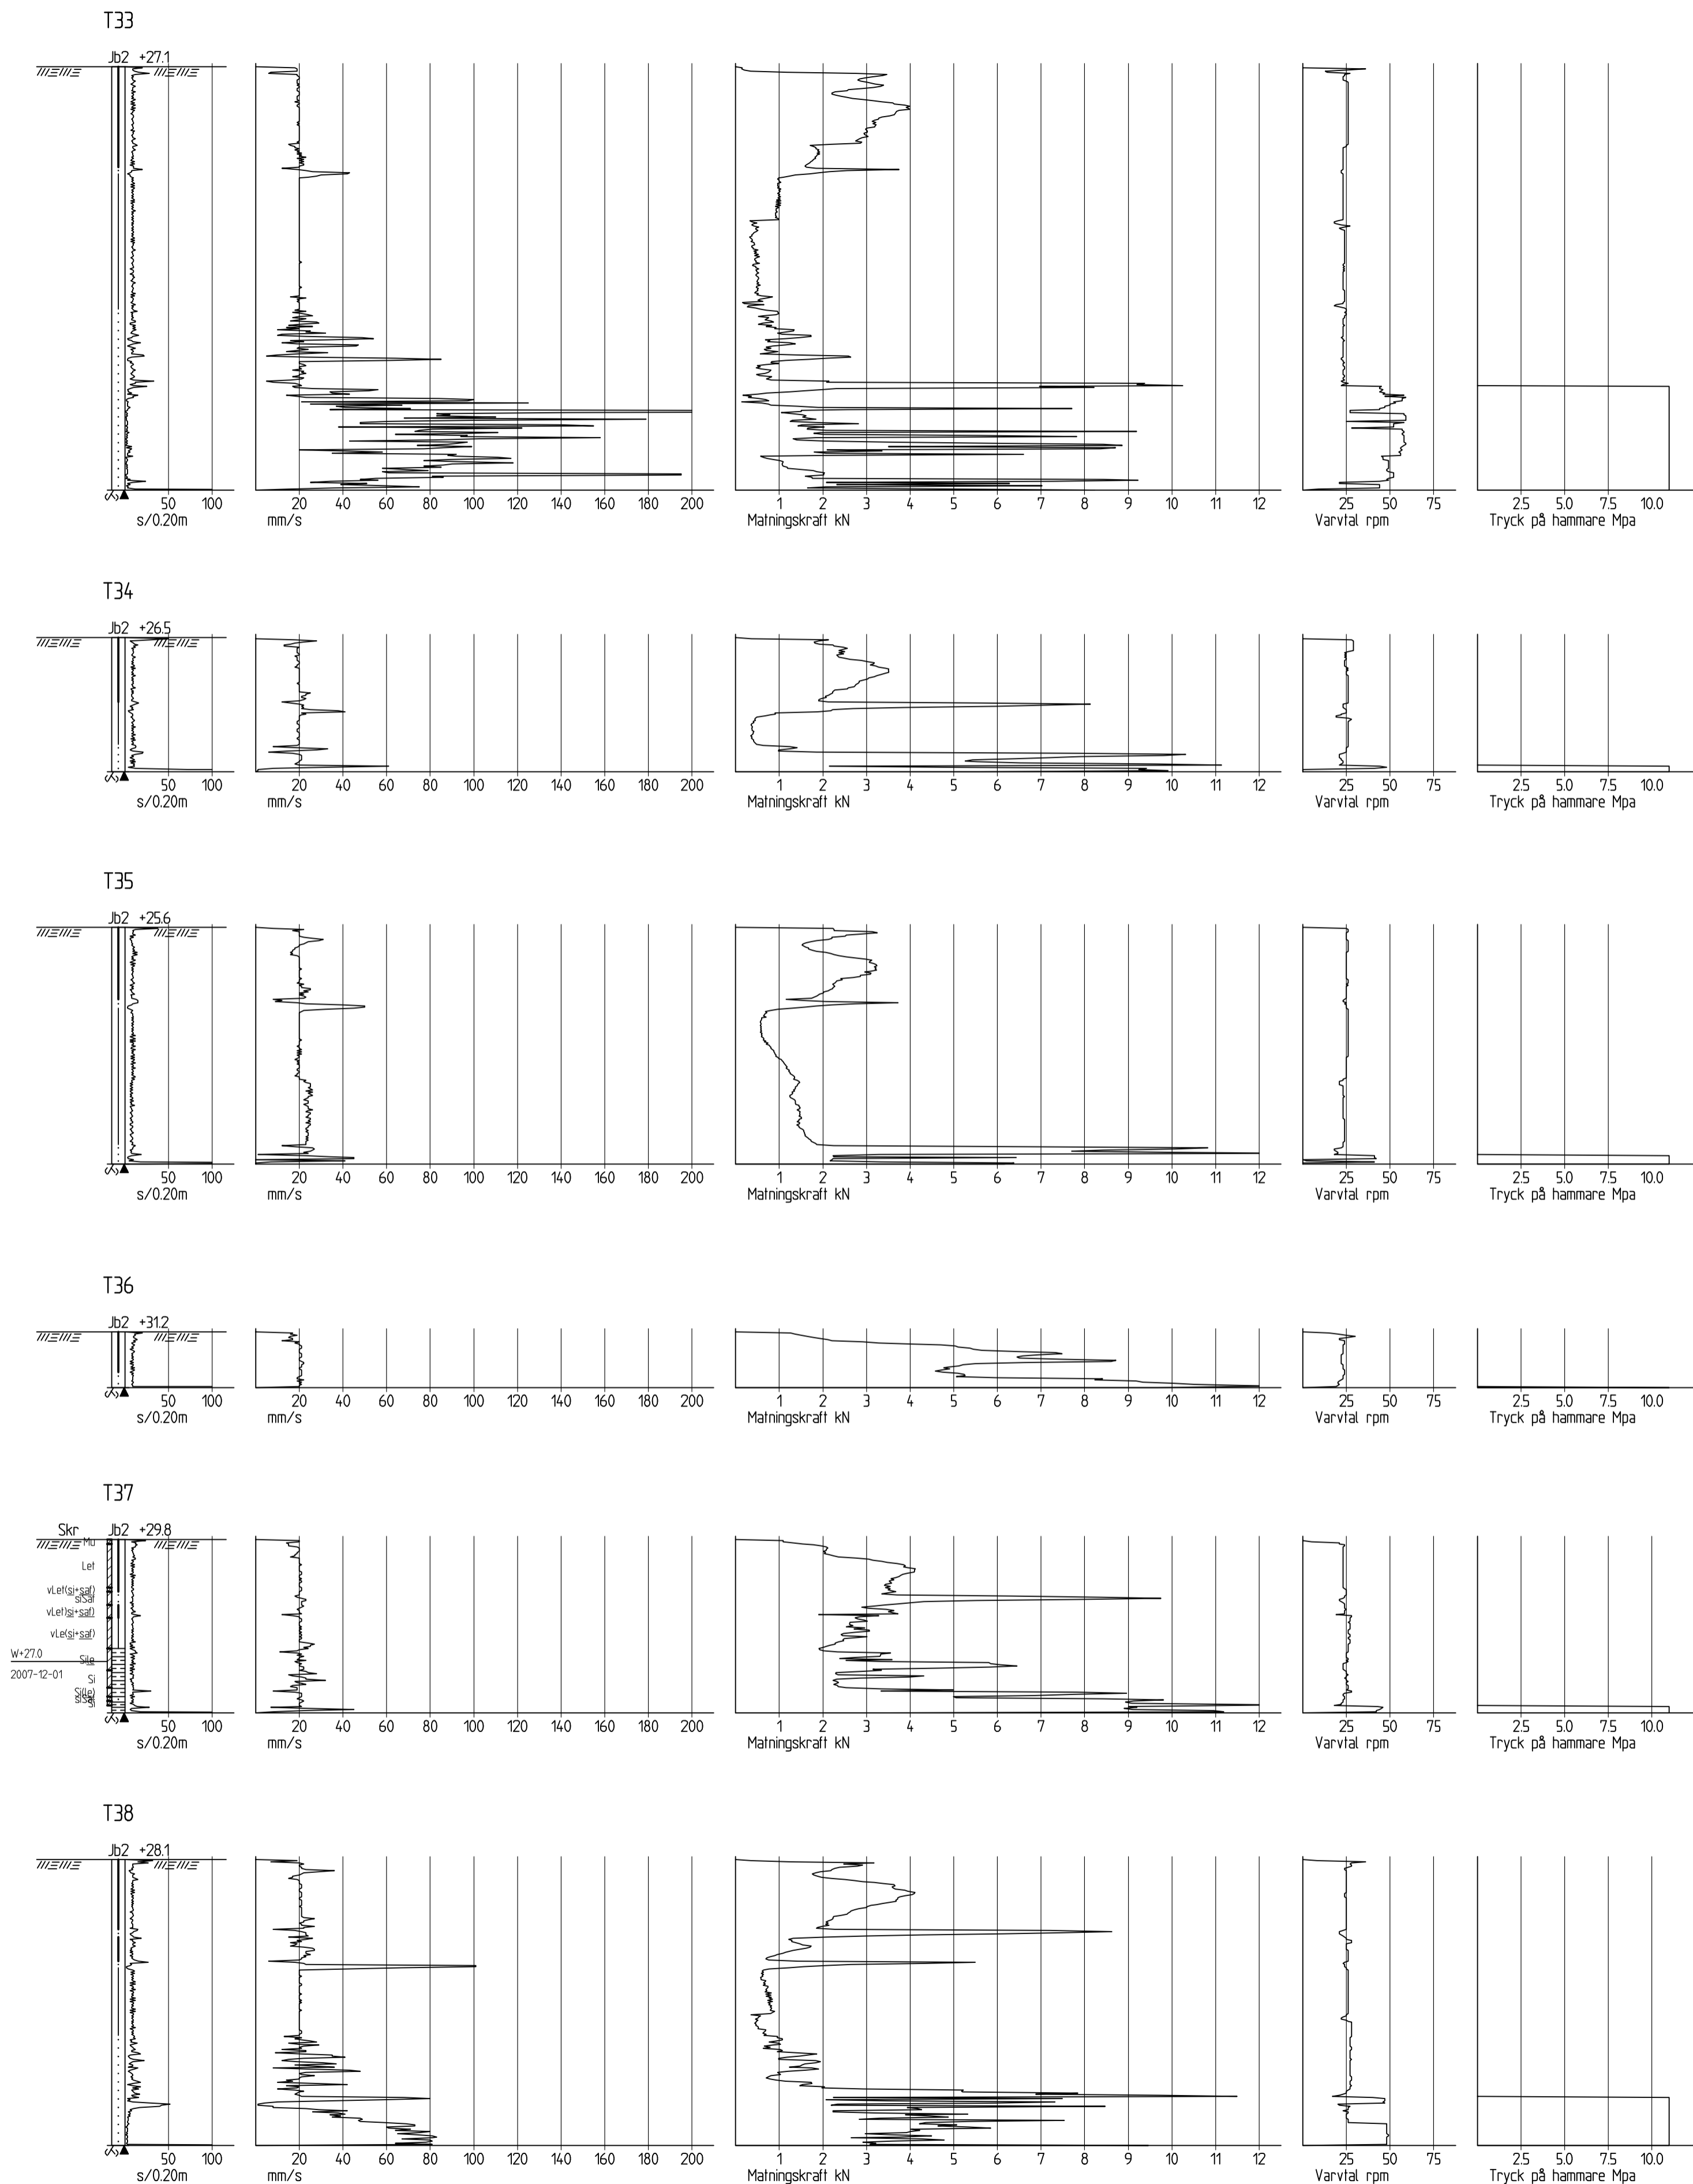 T33
Jb2 +27.1
50 100 20 40 60 80 100 120 140 160 180 200 1 2 3 4 5 6 7 8 9 10 11 12 25 50 75 2.5 5.0 7.5 10.0
s/0.20m mm/s Matningskraft kN Varvtal rpm Tryck på hammare Mpa
T34
Jb2 +26.5
50 100 20 40 60 80 100 120 140 160 180 200 1 2 3 4 5 6 7 8 9 10 11 12 25 50 75 2.5 5.0 7.5 10.0
s/0.20m mm/s Matningskraft kN Varvtal rpm Tryck på hammare Mpa
T35
Jb2 +25.6
50 100 20 40 60 80 100 120 140 160 180 200 1 2 3 4 5 6 7 8 9 10 11 12 25 50 75 2.5 5.0 7.5 10.0
s/0.20m mm/s Matningskraft kN Varvtal rpm Tryck på hammare Mpa
T36
Jb2 +31.2
50 100 20 40 60 80 100 120 140 160 180 200 1 2 3 4 5 6 7 8 9 10 11 12 25 50 75 2.5 5.0 7.5 10.0
s/0.20m mm/s Matningskraft kN Varvtal rpm Tryck på hammare Mpa
T37
Skr Jb2 +29.8
Mu
Let
vLet(si+saf)
siSaf
vLet)si+saf)
vLe(si+saf)
W+27.0
Sile
2007-12-01
Si
Si(le)
siSaf
Si
50 100 20 40 60 80 100 120 140 160 180 200 1 2 3 4 5 6 7 8 9 10 11 12 25 50 75 2.5 5.0 7.5 10.0
s/0.20m mm/s Matningskraft kN Varvtal rpm Tryck på hammare Mpa
T38
Jb2 +28.1
50 100 20 40 60 80 100 120 140 160 180 200 1 2 3 4 5 6 7 8 9 10 11 12 25 50 75 2.5 5.0 7.5 10.0
s/0.20m mm/s Matningskraft kN Varvtal rpm Tryck på hammare Mpa